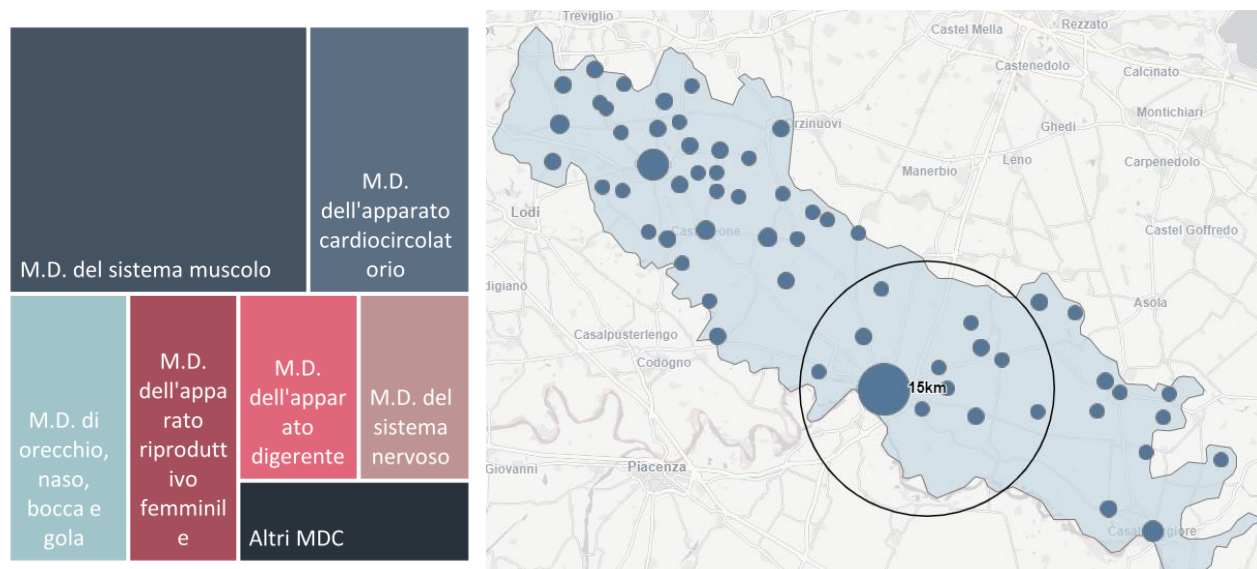 M.D. del sistema muscolo
M.D.
dell'apparato
cardiocircolat
orio
M.D. di
orecchio,
naso,
bocca e
gola
M.D.
dell'appa
rato
riprodutt
ivo
femminil
e
M.D.
dell'appar
ato
digerente
M.D. del
sistema
nervoso
Altri MDC
Treviglio
Castel Mella
Rezzato
Castenedolo
Calcinato
Montichiari
Ghedi
Leno
Carpenedolo
Manerbio
Lodi
Castel Goffredo
Asola
Casalpusterlengo
Codogno
15km
Piacenza
Giovanni